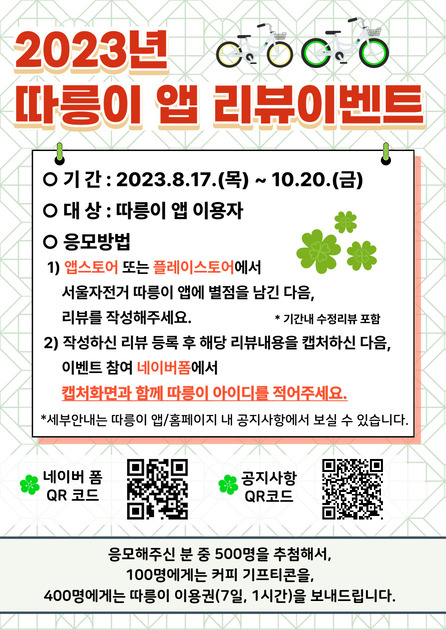 2023년
따릉이 앱 리뷰이벤트
○ 기 간 : 2023.8.17.(목) ~ 10.20.(금)
○ 대 상 : 따릉이 앱 이용자
○ 응모방법
1) 앱스토어 또는 플레이스토어에서
서울자전거 따릉이 앱에 별점을 남긴 다음,
리뷰를 작성해주세요. * 기간내 수정리뷰 포함
2) 작성하신 리뷰 등록 후 해당 리뷰내용을 캡처하신 다음,
이벤트 참여 네이버폼에서
캡처화면과 함께 따릉이 아이디를 적어주세요.
*세부안내는 따릉이 앱/홈페이지 내 공지사항에서 보실 수 있습니다.
네이버 폼
QR 코드
공지사항
QR코드
응모해주신 분 중 500명을 추첨해서,
100명에게는 커피 기프티콘을,
400명에게는 따릉이 이용권(7일, 1시간)을 보내드립니다.